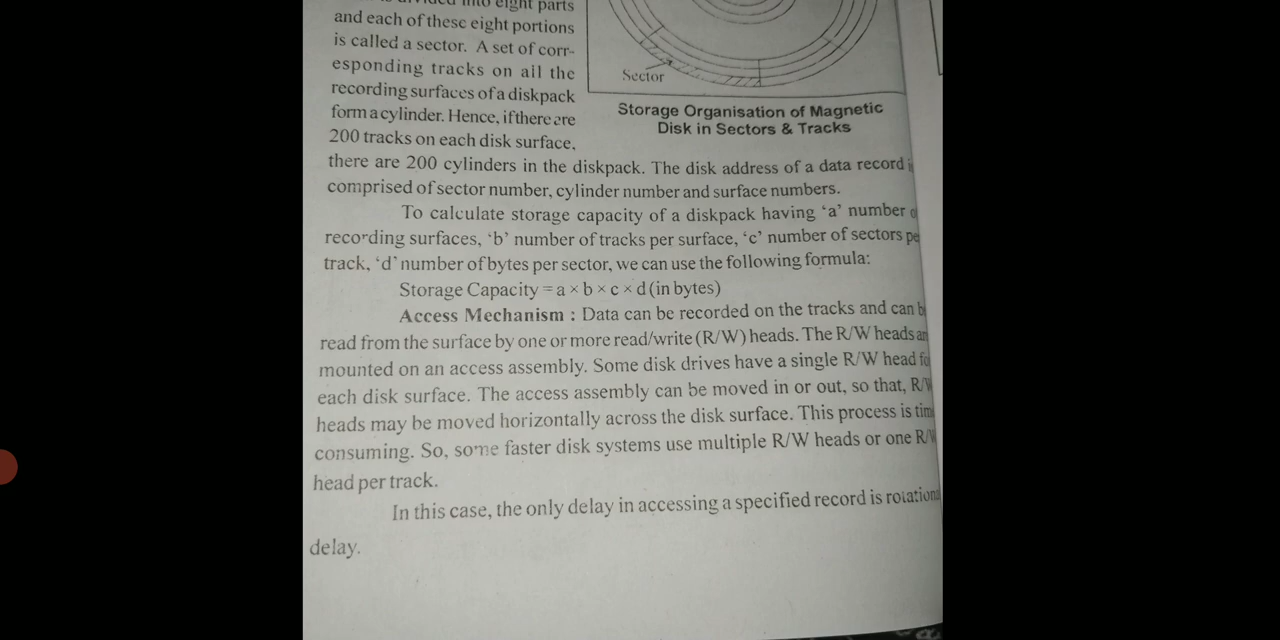 is divided into eight parts
and each of these eight portions
is called a sector. A set of corr-
esponding tracks on all the
recording surfaces of a diskpack
form a cylinder. Hence, if there are
200 tracks on each disk surface,
Sector
Storage Organisation of Magnetic
Disk in Sectors & Tracks
there are 200 cylinders in the diskpack. The disk address of a data record
comprised of sector number, cylinder number and surface numbers.
To calculate storage capacity of a diskpack having ‘a’ number
recording surfaces, ‘b’ number of tracks per surface, ‘c’ number of sectors pe
track, ‘d’ number of bytes per sector, we can use the following formula:
Storage Capacity = a × b × c × d (in bytes)
Access Mechanism : Data can be recorded on the tracks and can b
read from the surface by one or more read/write (R/W) heads. The R/W heads ar
mounted on an access assembly. Some disk drives have a single R/W head fo
each disk surface. The access assembly can be moved in or out, so that, R/W
heads may be moved horizontally across the disk surface. This process is tim
consuming. So, some faster disk systems use multiple R/W heads or one R/W
head per track.
In this case, the only delay in accessing a specified record is rotation
delay.